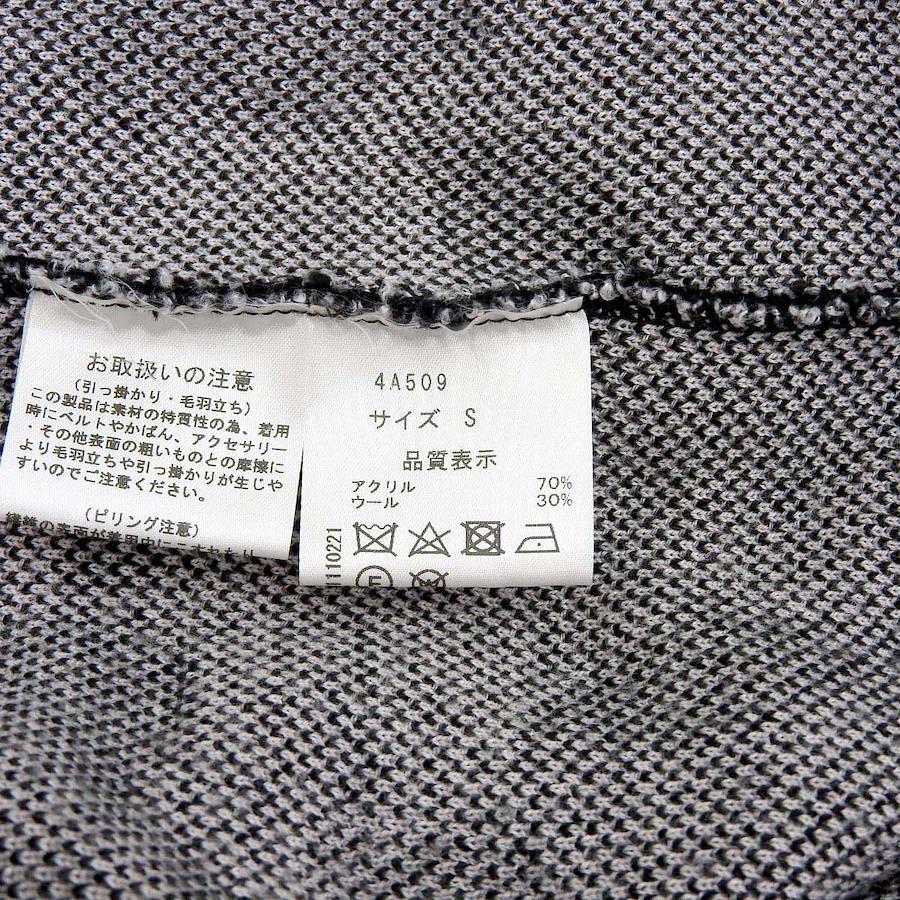 お取扱いの注意
（引っ掛かり・毛羽立ち）
この製品は素材の特質性の為、着用
時にベルトやかばん、アクセサリー
・その他表面の粗いものとの摩擦に
より毛羽立ちや引っ掛かりが生じや
すいのでご注意ください。
（ピリング注意）
4A509
サイズ S
品質表示
アクリル 70%
ウール 30%
110221